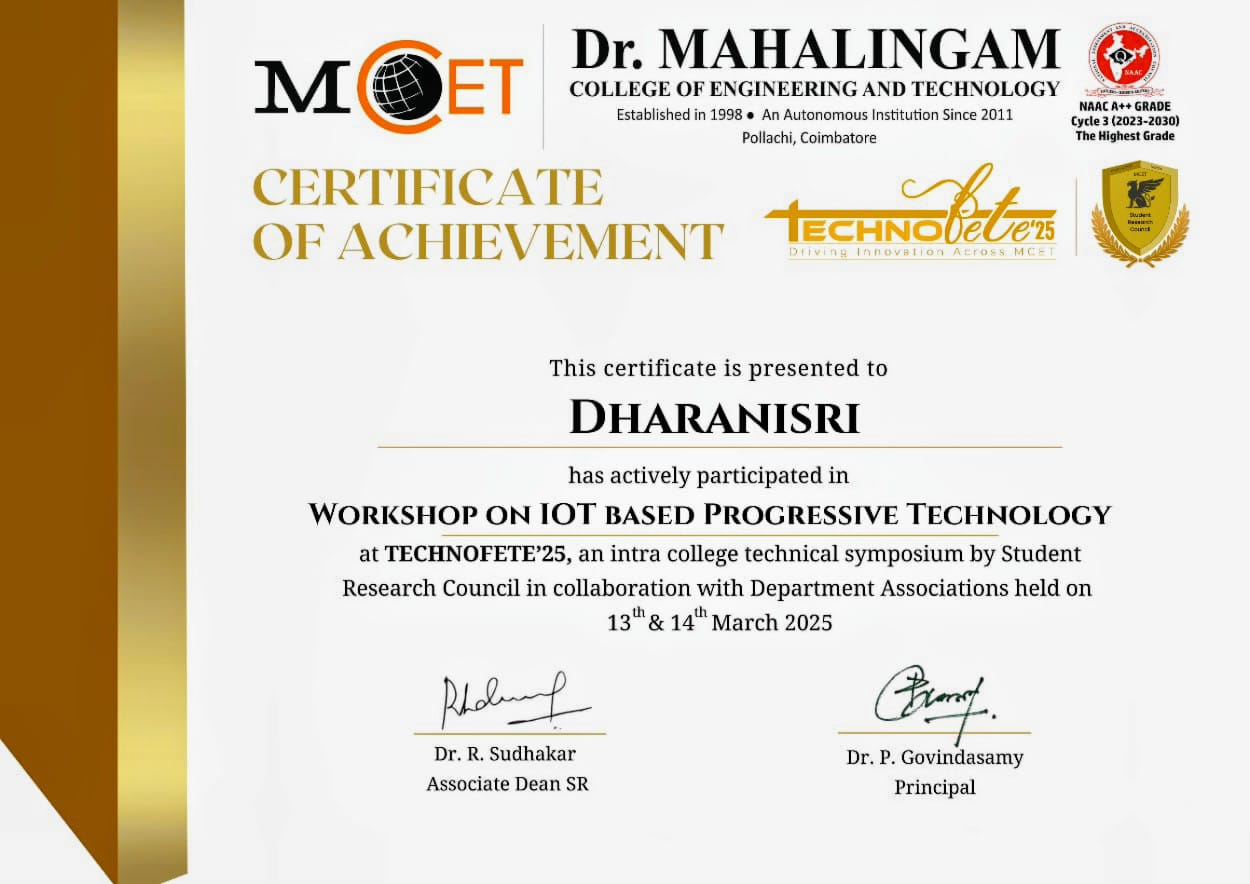 MCET
Dr. MAHALINGAM
COLLEGE OF ENGINEERING AND TECHNOLOGY
Established in 1998 ● An Autonomous Institution Since 2011
Pollachi, Coimbatore
NAAC
NAAC A++ GRADE
Cycle 3 (2023-2030)
The Highest Grade
CERTIFICATE
OF ACHIEVEMENT
TECHNOfete'25
Driving Innovation Across MCET
MCET
Student
Research
Council
This certificate is presented to
DHARANISRI
has actively participated in
WORKSHOP ON IOT BASED PROGRESSIVE TECHNOLOGY
at TECHNOFETE’25, an intra college technical symposium by Student
Research Council in collaboration with Department Associations held on
13th & 14th March 2025
Dr. R. Sudhakar
Associate Dean SR
Dr. P. Govindasamy
Principal